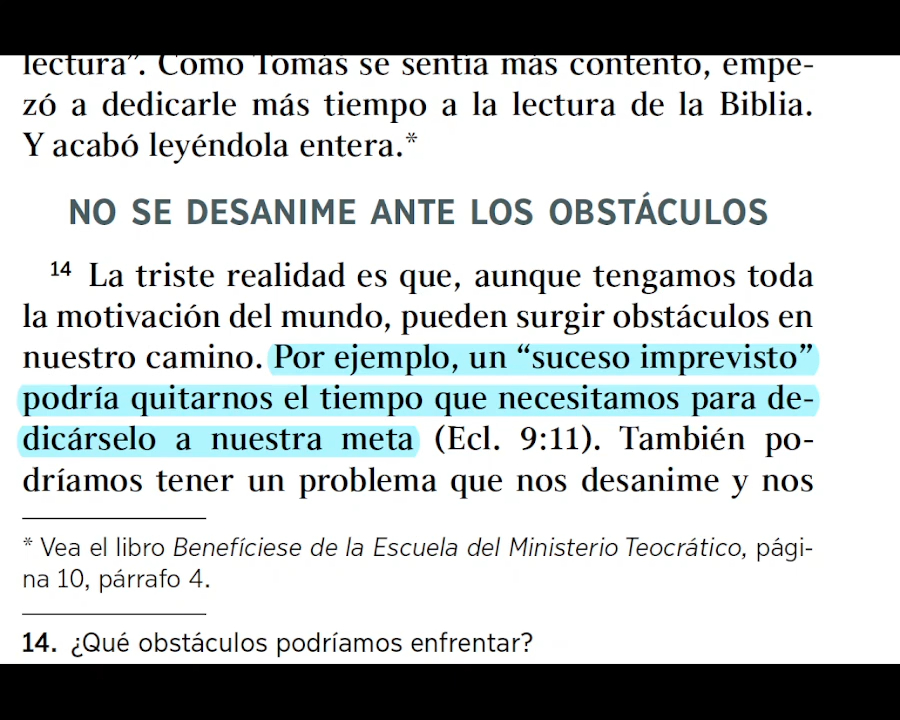 lectura”. Como Tomás se sentía más contento, empe-
zó a dedicarle más tiempo a la lectura de la Biblia.
Y acabó leyéndola entera.*
NO SE DESANIME ANTE LOS OBSTÁCULOS
14 La triste realidad es que, aunque tengamos toda
la motivación del mundo, pueden surgir obstáculos en
nuestro camino. Por ejemplo, un “suceso imprevisto”
podría quitarnos el tiempo que necesitamos para de-
dicárselo a nuestra meta (Ecl. 9:11). También po-
dríamos tener un problema que nos desanime y nos
* Vea el libro Benefíciese de la Escuela del Ministerio Teocrático, pági-
na 10, párrafo 4.
14. ¿Qué obstáculos podríamos enfrentar?